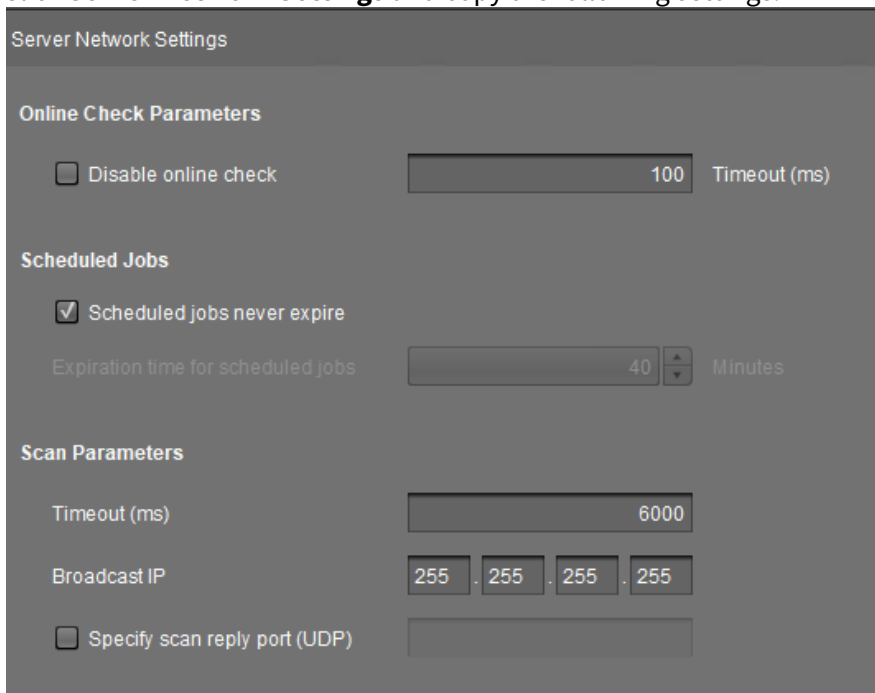 Server Network Settings
Online Check Parameters
Disable online check 100 Timeout (ms)
Scheduled Jobs
Scheduled jobs never expire
Expiration time for scheduled jobs 40 Minutes
Scan Parameters
Timeout (ms) 6000
Broadcast IP 255 . 255 . 255 . 255
Specify scan reply port (UDP)